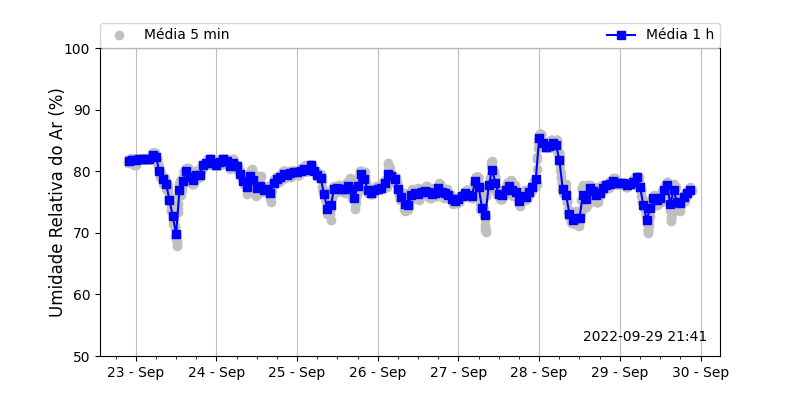 Média 5 min
Média 1 h
100
90
80
70
60
50
Umidade Relativa do Ar (%)
2022-09-29 21:41
23 - Sep
24 - Sep
25 - Sep
26 - Sep
27 - Sep
28 - Sep
29 - Sep
30 - Sep